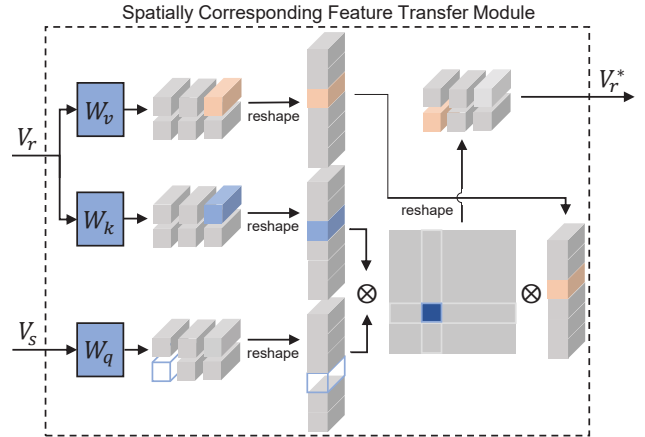 Spatially Corresponding Feature Transfer Module
V_r
W_v
reshape
V_r^*
W_k
reshape
reshape
⊗
⊗
V_s
W_q
reshape